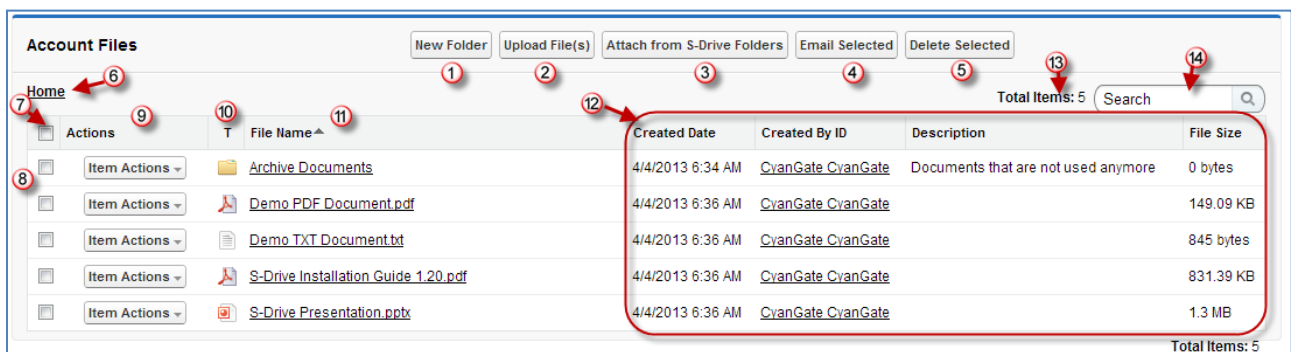 Account Files New Folder Upload File(s) Attach from S-Drive Folders Email Selected Delete Selected
1 2 3 4 5 13 14
Home 6 Total Items: 5 Search
7 9 10 11 12
Actions T File Name Created Date Created By ID Description File Size
8 Item Actions Archive Documents 4/4/2013 6:34 AM CyanGate CyanGate Documents that are not used anymore 0 bytes
Item Actions Demo PDF Document.pdf 4/4/2013 6:36 AM CyanGate CyanGate 149.09 KB
Item Actions Demo TXT Document.txt 4/4/2013 6:36 AM CyanGate CyanGate 845 bytes
Item Actions S-Drive Installation Guide 1.20.pdf 4/4/2013 6:36 AM CyanGate CyanGate 831.39 KB
Item Actions S-Drive Presentation.pptx 4/4/2013 6:36 AM CyanGate CyanGate 1.3 MB
Total Items: 5